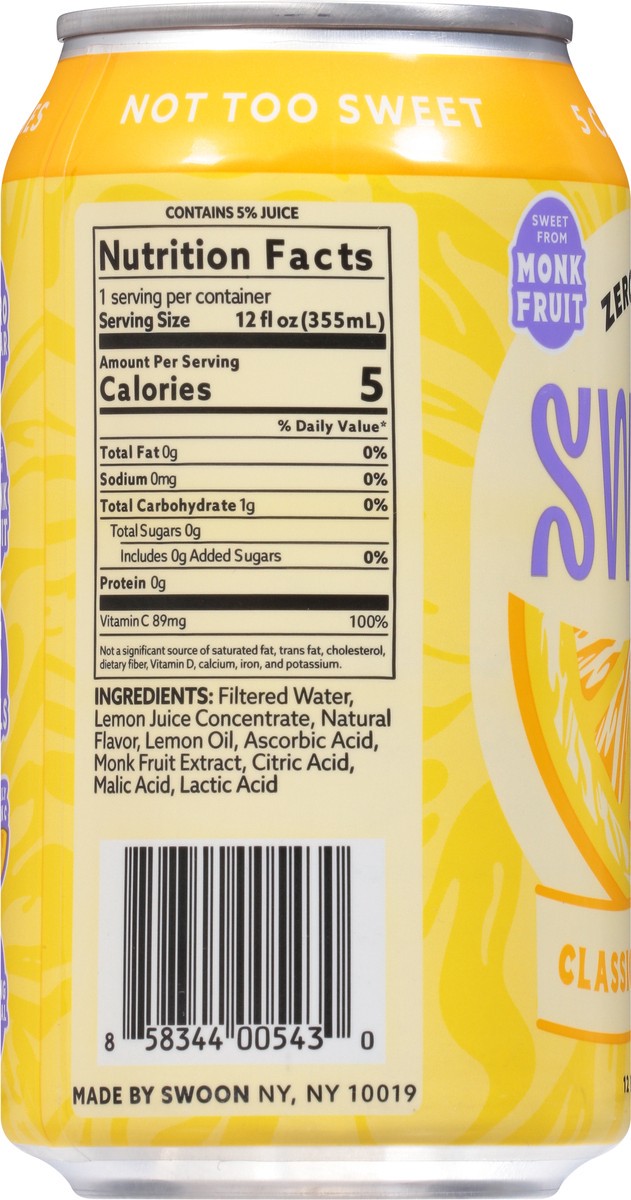 NOT TOO SWEET
5 C
CONTAINS 5% JUICE
Nutrition Facts
1 serving per container
Serving Size 12 fl oz (355mL)
Amount Per Serving
Calories 5
% Daily Value*
Total Fat 0g 0%
Sodium 0mg 0%
Total Carbohydrate 1g 0%
Total Sugars 0g
Includes 0g Added Sugars 0%
Protein 0g
Vitamin C 89mg 100%
Not a significant source of saturated fat, trans fat, cholesterol,
dietary fiber, Vitamin D, calcium, iron, and potassium.
INGREDIENTS: Filtered Water,
Lemon Juice Concentrate, Natural
Flavor, Lemon Oil, Ascorbic Acid,
Monk Fruit Extract, Citric Acid,
Malic Acid, Lactic Acid
8 58344 00543 0
MADE BY SWOON NY, NY 10019
SWEET
FROM
MONK
FRUIT
ZERO
SW
CLASSI
12